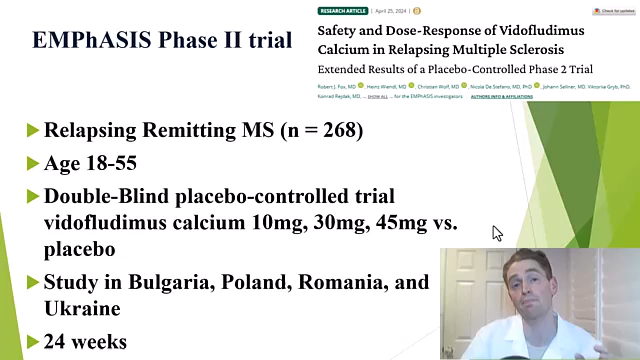 EMPhASIS Phase II trial
RESEARCH ARTICLE | April 25, 2024 |
Check for updates
Safety and Dose-Response of Vidofludimus
Calcium in Relapsing Multiple Sclerosis
Extended Results of a Placebo-Controlled Phase 2 Trial
Robert J. Fox, MD, Heinz Wiendl, MD, Christian Wolf, MD, Nicola De Stefano, MD, PhD, Johann Sellner, MD, Viktoriia Gryb, PhD,
Konrad Rejdak, MD, ... SHOW ALL ... for the EMPhASIS investigators AUTHORS INFO & AFFILIATIONS
Relapsing Remitting MS (n = 268)
Age 18-55
Double-Blind placebo-controlled trial
vidofludimus calcium 10mg, 30mg, 45mg vs.
placebo
Study in Bulgaria, Poland, Romania, and
Ukraine
24 weeks